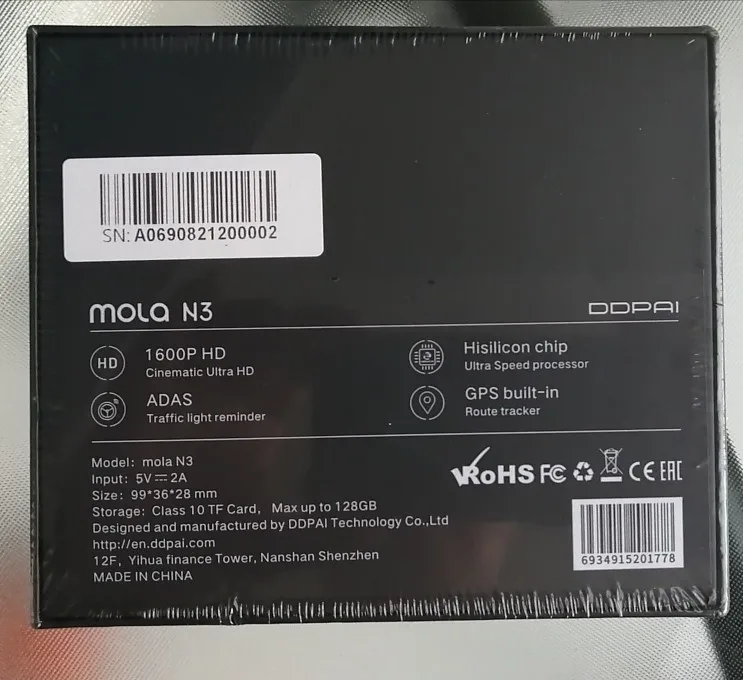 SN: A0690821200002
mola N3
DDPAI
HD
1600P HD
Cinematic Ultra HD
Hisilicon chip
Ultra Speed processor
ADAS
Traffic light reminder
GPS built-in
Route tracker
Model: mola N3
Input: 5V⎓2A
Size: 99*36*28 mm
Storage: Class 10 TF Card, Max up to 128GB
Designed and manufactured by DDPAI Technology Co.,Ltd
http://en.ddpai.com
12F, Yihua finance Tower, Nanshan Shenzhen
MADE IN CHINA
RoHS FC CE EAC
6934915201778